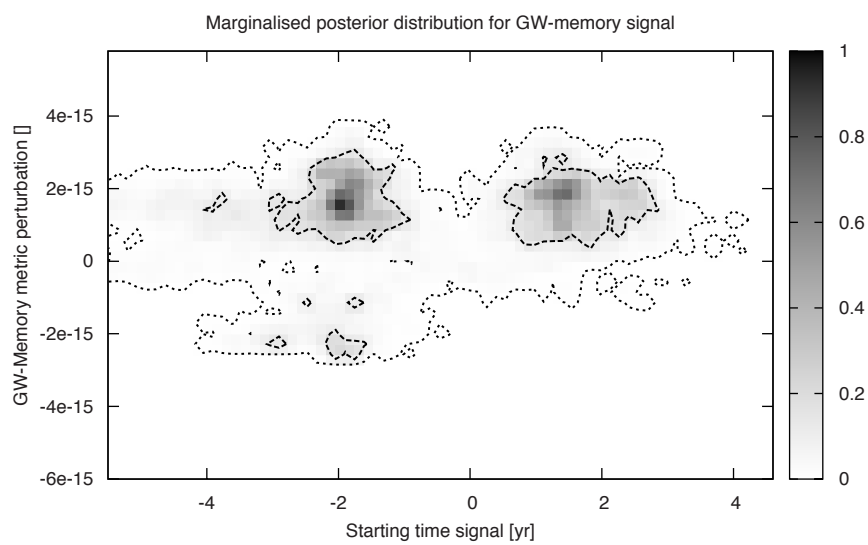 Marginalised posterior distribution for GW-memory signal
GW-Memory metric perturbation []
4e-15
2e-15
0
-2e-15
-4e-15
-6e-15
-4
-2
0
2
4
Starting time signal [yr]
1
0.8
0.6
0.4
0.2
0